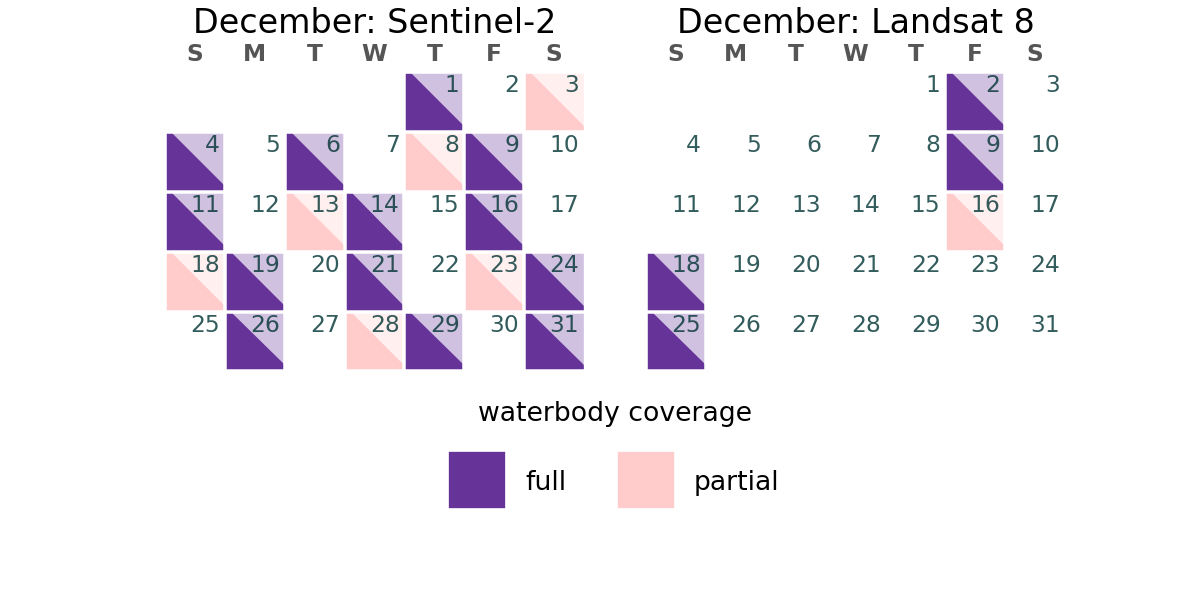 December: Sentinel-2
S M T W T F S
1 2 3
4 5 6 7 8 9 10
11 12 13 14 15 16 17
18 19 20 21 22 23 24
25 26 27 28 29 30 31
December: Landsat 8
S M T W T F S
1 2 3
4 5 6 7 8 9 10
11 12 13 14 15 16 17
18 19 20 21 22 23 24
25 26 27 28 29 30 31
waterbody coverage
full partial